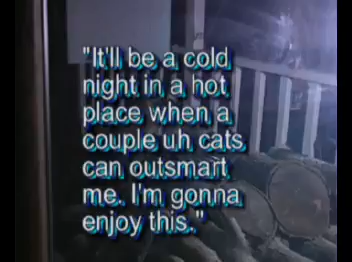 "It'll be a cold
night in a hot
place when a
couple uh cats
can outsmart
me. I'm gonna
enjoy this."